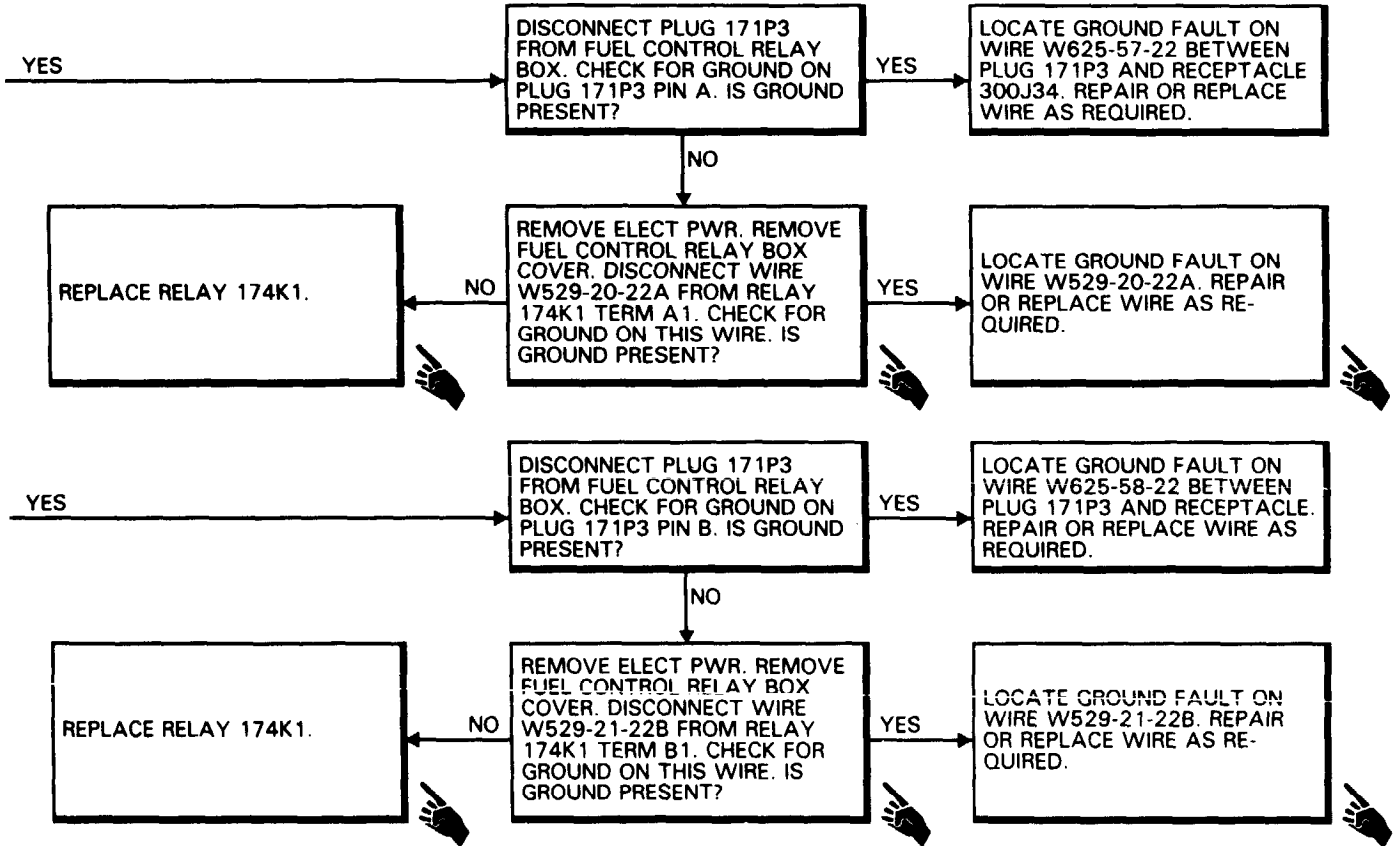 YES
DISCONNECT PLUG 171P3
FROM FUEL CONTROL RELAY
BOX. CHECK FOR GROUND ON
PLUG 171P3 PIN A. IS GROUND
PRESENT?
YES
LOCATE GROUND FAULT ON
WIRE W625-57-22 BETWEEN
PLUG 171P3 AND RECEPTACLE
300J34. REPAIR OR REPLACE
WIRE AS REQUIRED.
NO
REPLACE RELAY 174K1.
NO
REMOVE ELECT PWR. REMOVE
FUEL CONTROL RELAY BOX
COVER. DISCONNECT WIRE
W529-20-22A FROM RELAY
174K1 TERM A1. CHECK FOR
GROUND ON THIS WIRE. IS
GROUND PRESENT?
YES
LOCATE GROUND FAULT ON
WIRE W529-20-22A. REPAIR
OR REPLACE WIRE AS RE-
QUIRED.
YES
DISCONNECT PLUG 171P3
FROM FUEL CONTROL RELAY
BOX. CHECK FOR GROUND ON
PLUG 171P3 PIN B. IS GROUND
PRESENT?
YES
LOCATE GROUND FAULT ON
WIRE W625-58-22 BETWEEN
PLUG 171P3 AND RECEPTACLE.
REPAIR OR REPLACE WIRE AS
REQUIRED.
NO
REPLACE RELAY 174K1.
NO
REMOVE ELECT PWR. REMOVE
FUEL CONTROL RELAY BOX
COVER. DISCONNECT WIRE
W529-21-22B FROM RELAY
174K1 TERM B1. CHECK FOR
GROUND ON THIS WIRE. IS
GROUND PRESENT?
YES
LOCATE GROUND FAULT ON
WIRE W529-21-22B. REPAIR
OR REPLACE WIRE AS RE-
QUIRED.